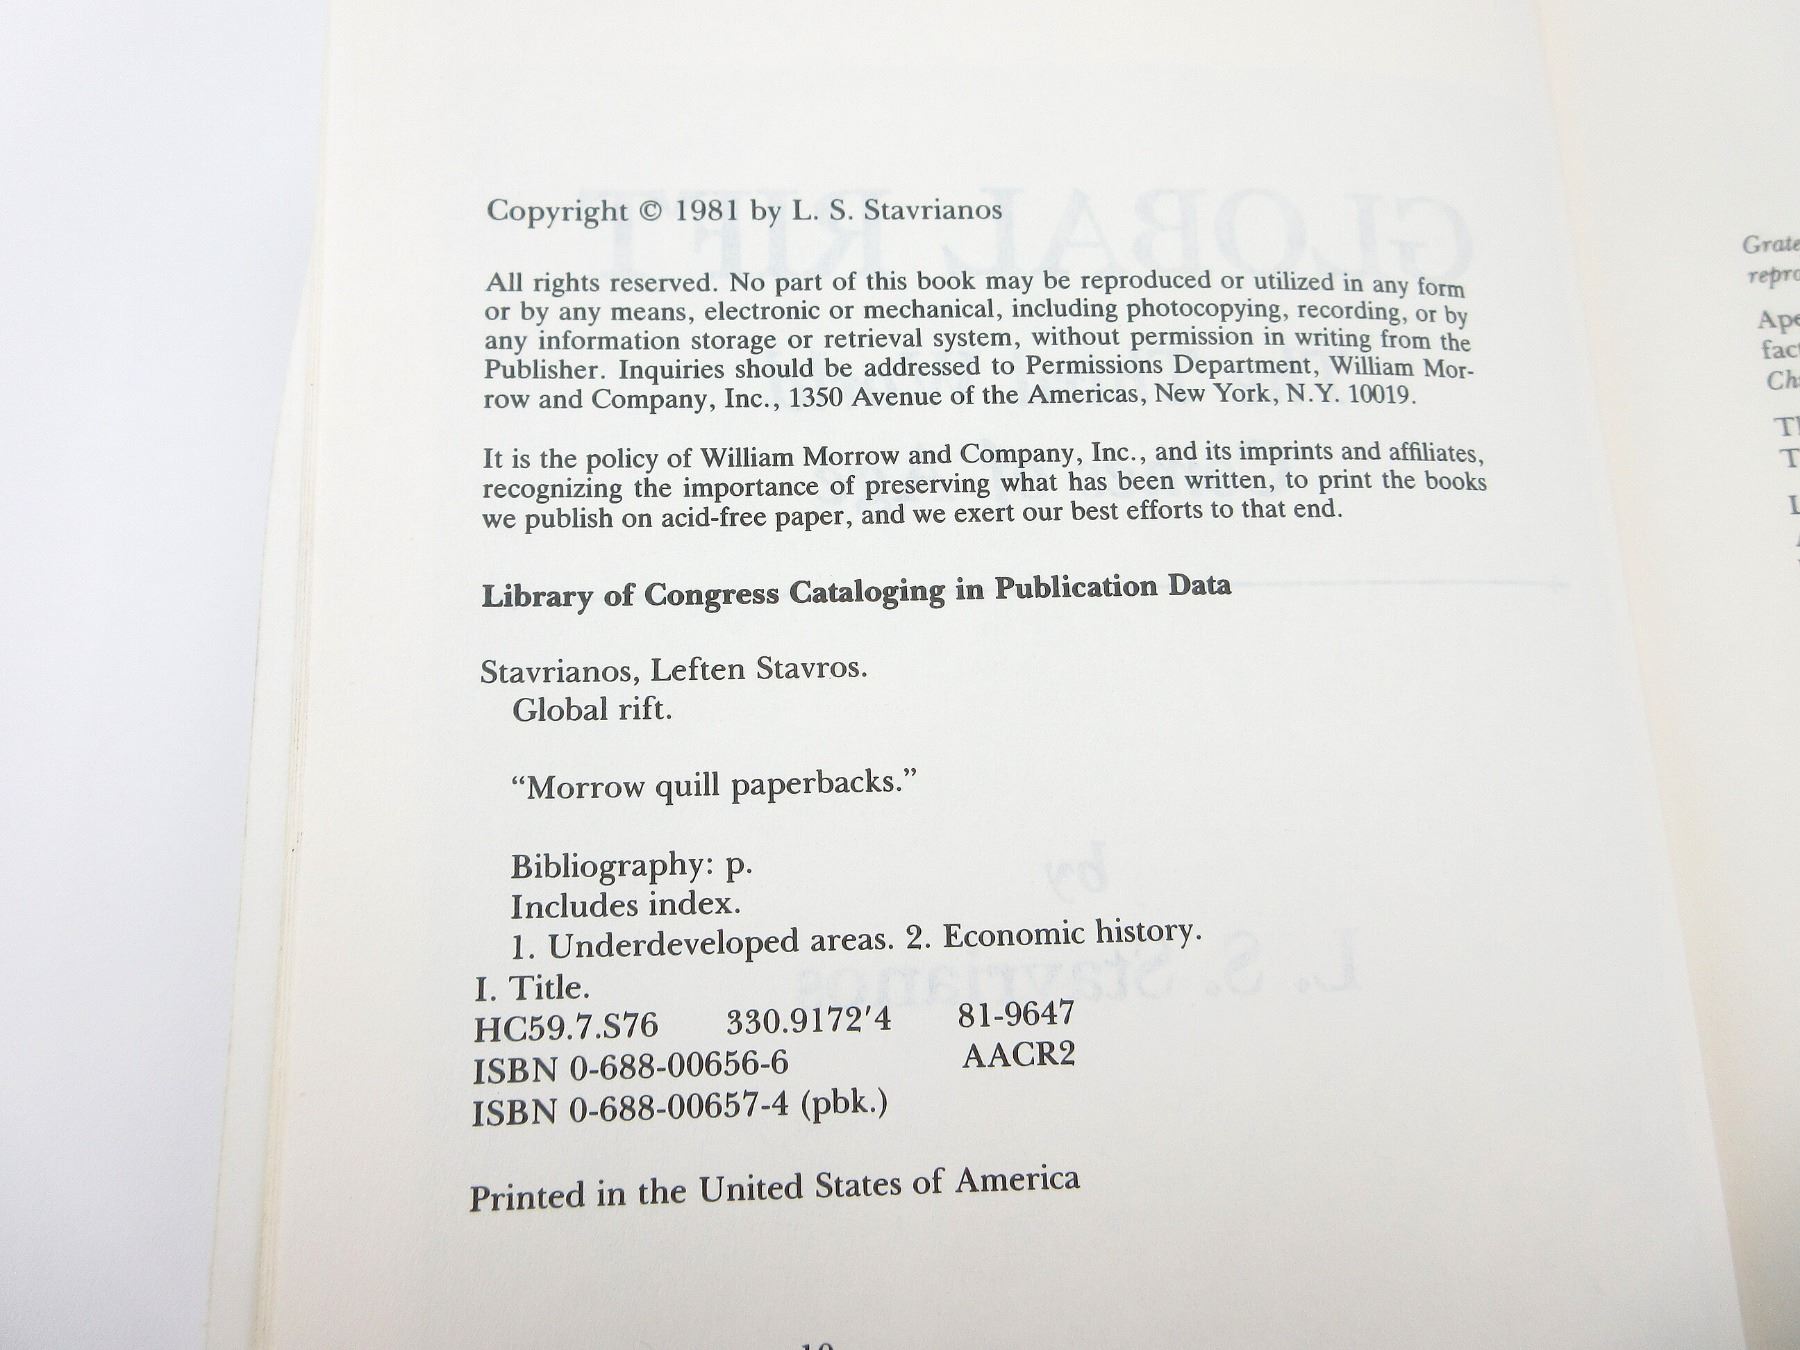 Copyright © 1981 by L. S. Stavrianos
All rights reserved. No part of this book may be reproduced or utilized in any form
or by any means, electronic or mechanical, including photocopying, recording, or by
any information storage or retrieval system, without permission in writing from the
Publisher. Inquiries should be addressed to Permissions Department, William Mor-
row and Company, Inc., 1350 Avenue of the Americas, New York, N.Y. 10019.
It is the policy of William Morrow and Company, Inc., and its imprints and affiliates,
recognizing the importance of preserving what has been written, to print the books
we publish on acid-free paper, and we exert our best efforts to that end.
Library of Congress Cataloging in Publication Data
Stavrianos, Leften Stavros.
Global rift.
“Morrow quill paperbacks.”
Bibliography: p.
Includes index.
1. Underdeveloped areas. 2. Economic history.
I. Title.
HC59.7.S76 330.9172′4 81-9647
ISBN 0-688-00656-6 AACR2
ISBN 0-688-00657-4 (pbk.)
Printed in the United States of America